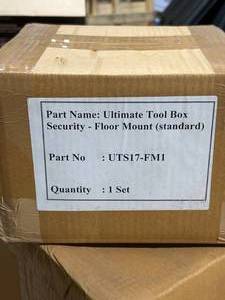 Part Name: Ultimate Tool Box
Security - Floor Mount (standard)
Part No : UTS17-FM1
Quantity : 1 Set